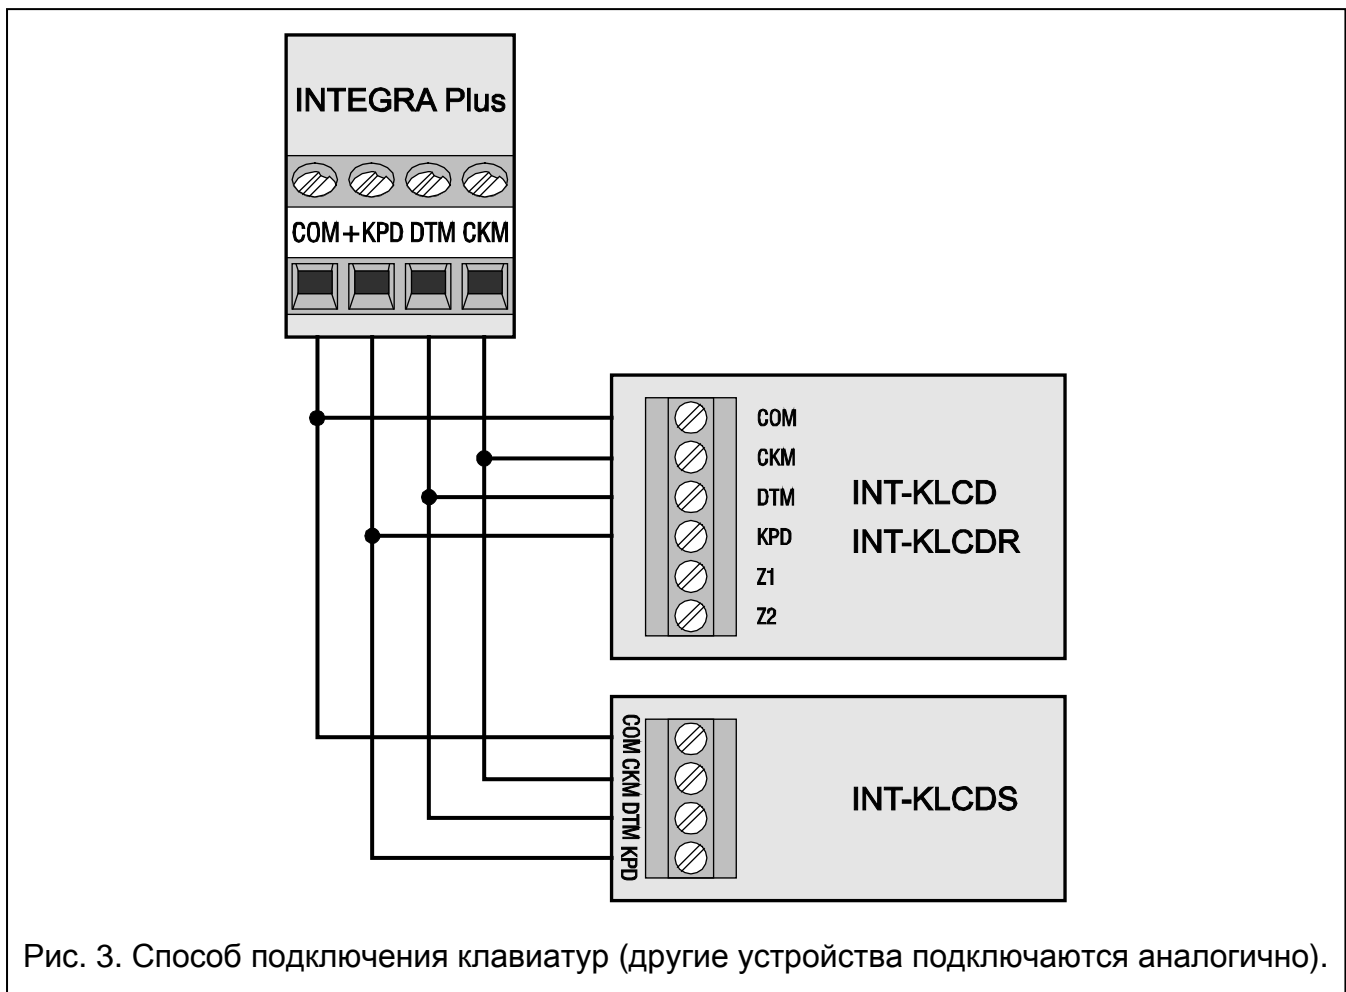 INTEGRA Plus
COM +KPD DTM CKM
COM
CKM
DTM
KPD
Z1
Z2
INT-KLCD
INT-KLCDR
COM CKM DTM KPD
INT-KLCDS
Рис. 3. Способ подключения клавиатур (другие устройства подключаются аналогично).